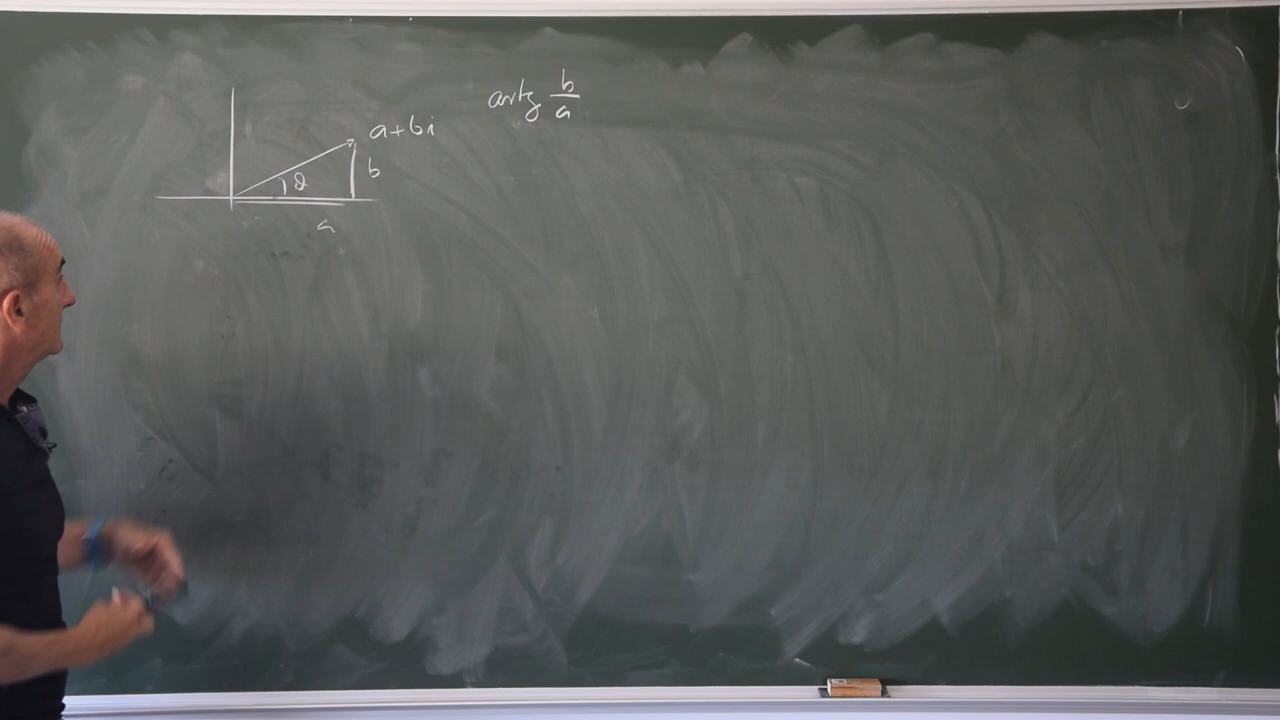 a+bi
b
θ
a
arctg b/a